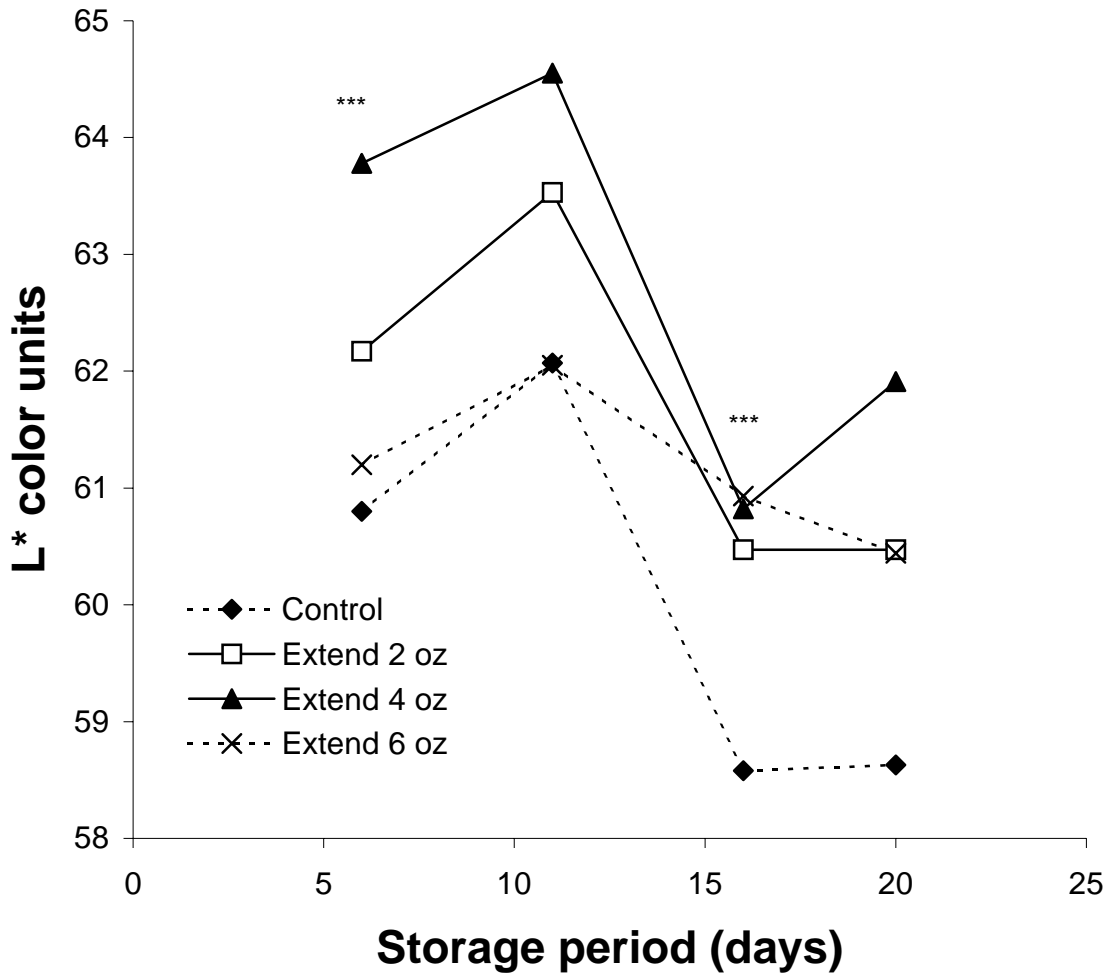 65
64
63
62
61
60
59
58
L* color units
***
***
Control
Extend 2 oz
Extend 4 oz
Extend 6 oz
0 5 10 15 20 25
Storage period (days)